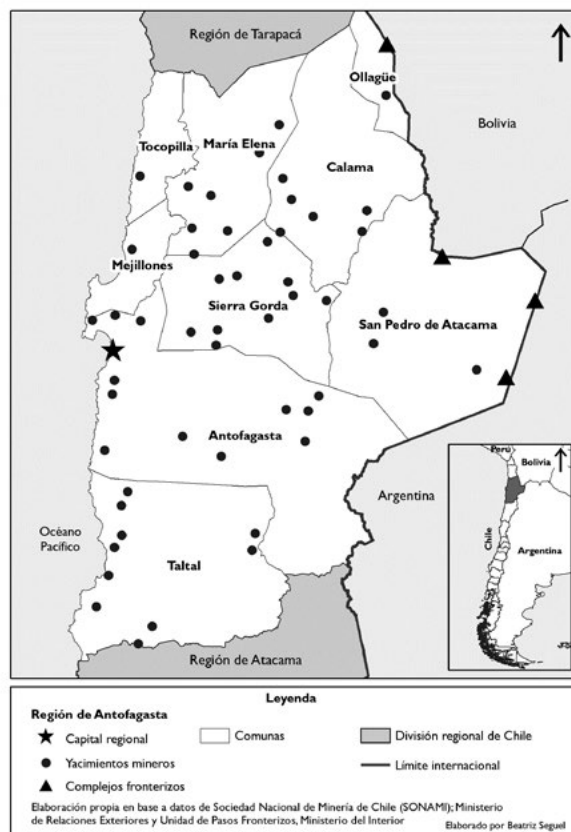 Región de Tarapacá
Ollagüe
Bolivia
Tocopilla
María Elena
Calama
Mejillones
Sierra Gorda
San Pedro de Atacama
Antofagasta
Argentina
Océano
Pacífico
Taltal
Región de Atacama
Perú
Bolivia
Chile
Argentina
Leyenda
Región de Antofagasta
Capital regional
Comunas
División regional de Chile
Yacimientos mineros
Límite internacional
Complejos fronterizos
Elaboración propia en base a datos de Sociedad Nacional de Minería de Chile (SONAMI); Ministerio
de Relaciones Exteriores y Unidad de Pasos Fronterizos, Ministerio del Interior
Elaborado por Beatriz Seguel